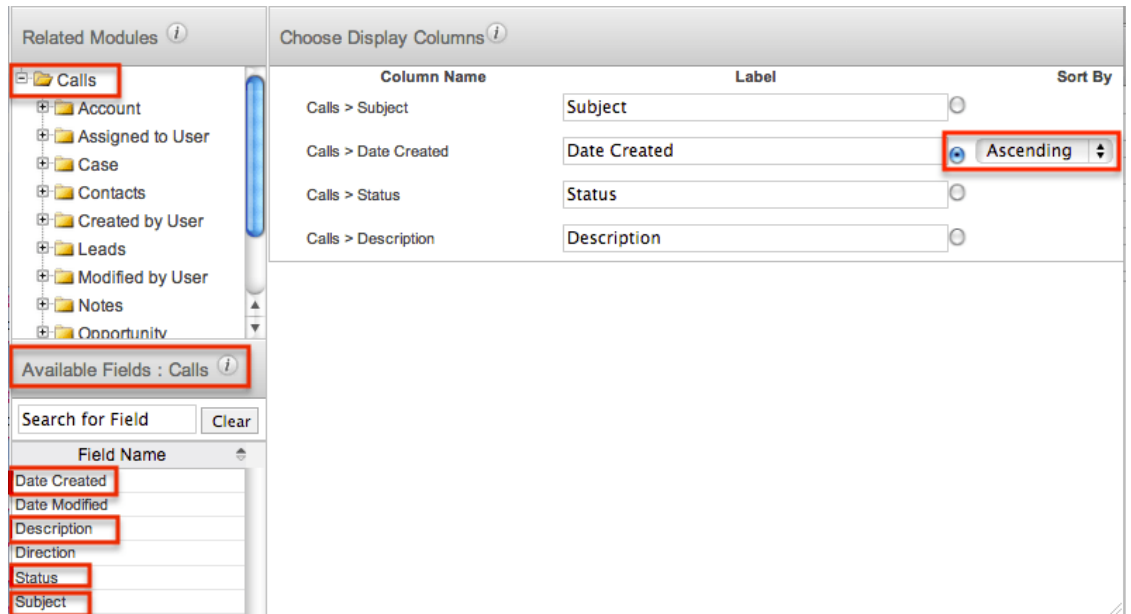 Related Modules i
Calls
Account
Assigned to User
Case
Contacts
Created by User
Leads
Modified by User
Notes
Opportunity
Available Fields : Calls i
Search for Field Clear
Field Name
Date Created
Date Modified
Description
Direction
Status
Subject
Choose Display Columns i
Column Name Label Sort By
Calls > Subject Subject
Calls > Date Created Date Created Ascending
Calls > Status Status
Calls > Description Description